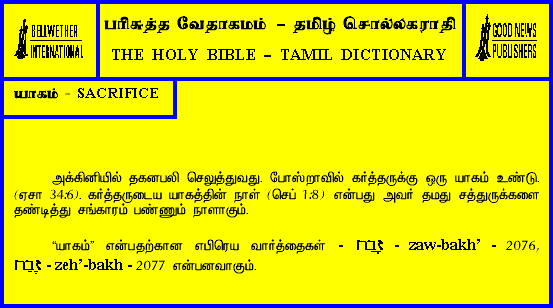 BELLWETHER
INTERNATIONAL
பரிசுத்த வேதாகமம் – தமிழ் சொல்லகராதி
THE HOLY BIBLE – TAMIL DICTIONARY
GOOD NEWS
PUBLISHERS
யாகம் - SACRIFICE
அக்கினியில் தகனபலி செலுத்துவது. போஸ்றாவில் கர்த்தருக்கு ஒரு யாகம் உண்டு.
(ஏசா 34:6). கர்த்தருடைய யாகத்தின் நாள் (செப் 1:8) என்பது அவர் தமது சத்துருக்களை
தண்டித்து சங்காரம் பண்ணும் நாளாகும்.
“யாகம்” என்பதற்கான எபிரெய வார்த்தைகள் - - zaw-bakh’ - 2076,
- zeh’-bakh - 2077 என்பனவாகும்.